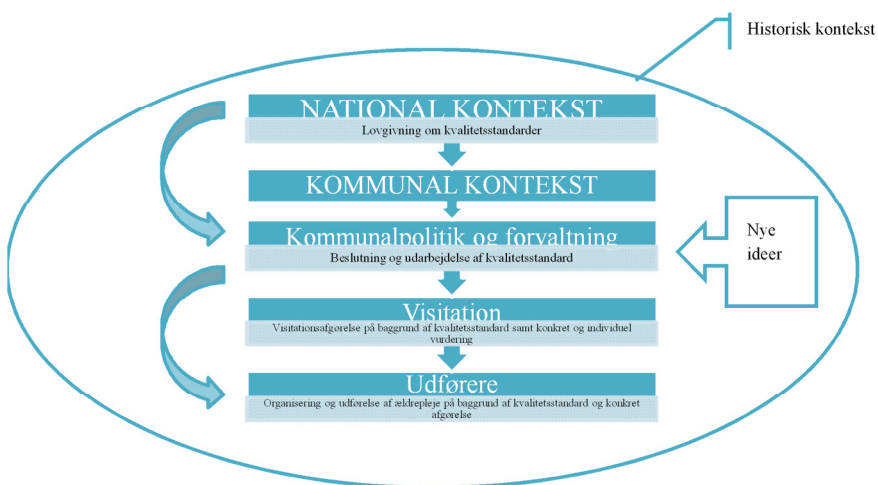 Historisk kontekst
NATIONAL KONTEKST
Lovgivning om kvalitetsstandarder
KOMMUNAL KONTEKST
Kommunalpolitik og forvaltning
Beslutning og udarbejdelse af kvalitetsstandard
Nye
ideer
Visitation
Visitationsafgørelse på baggrund af kvalitetsstandard samt konkret og individuel
vurdering
Udførere
Organisering og udførelse af ældrepleje på baggrund af kvalitetsstandard og konkret
afgørelse